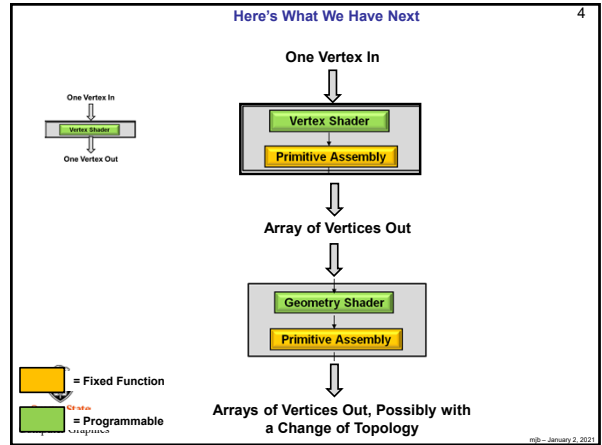 Here's What We Have Next
4
One Vertex In
Vertex Shader
Primitive Assembly
Array of Vertices Out
Geometry Shader
Primitive Assembly
Arrays of Vertices Out, Possibly with
a Change of Topology
One Vertex In
Vertex Shader
One Vertex Out
= Fixed Function
State
= Programmable
Graphics
mjb – January 2, 2021